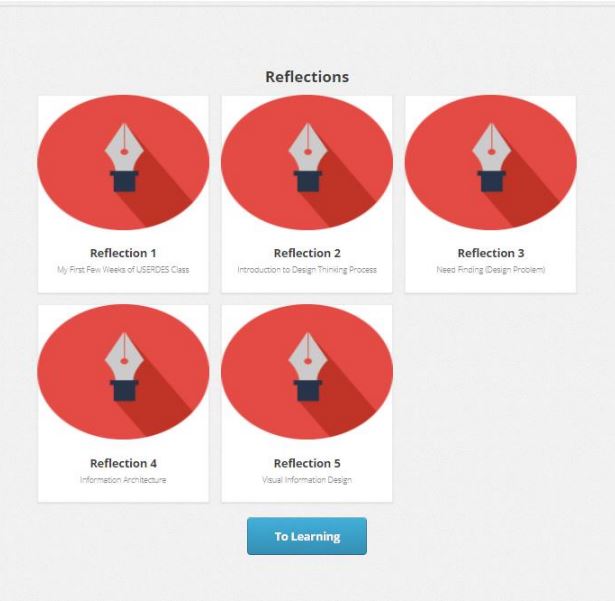 Reflections
Reflection 1
My First Few Weeks of USERDES Class
Reflection 2
Introduction to Design Thinking Process
Reflection 3
Need Finding (Design Problem)
Reflection 4
Information Architecture
Reflection 5
Visual Information Design
To Learning